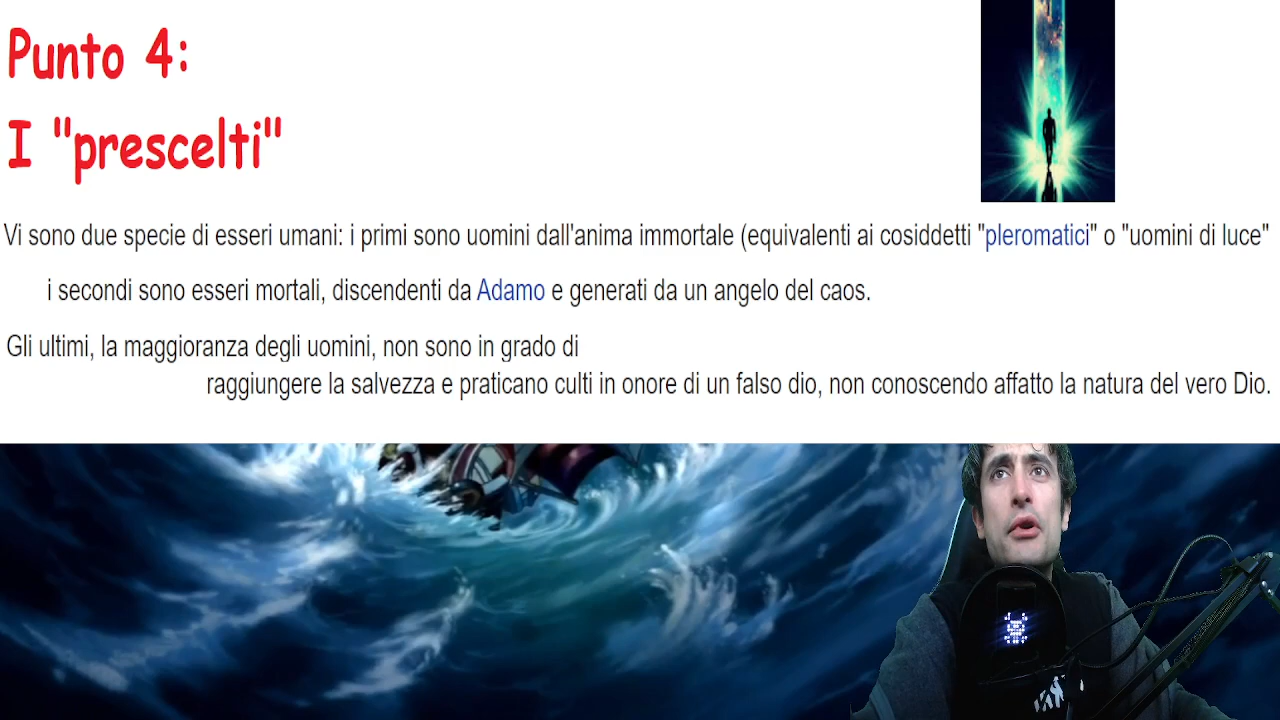 Punto 4:
I "prescelti"
Vi sono due specie di esseri umani: i primi sono uomini dall'anima immortale (equivalenti ai cosiddetti "pleromatici" o "uomini di luce"
i secondi sono esseri mortali, discendenti da Adamo e generati da un angelo del caos.
Gli ultimi, la maggioranza degli uomini, non sono in grado di
raggiungere la salvezza e praticano culti in onore di un falso dio, non conoscendo affatto la natura del vero Dio.